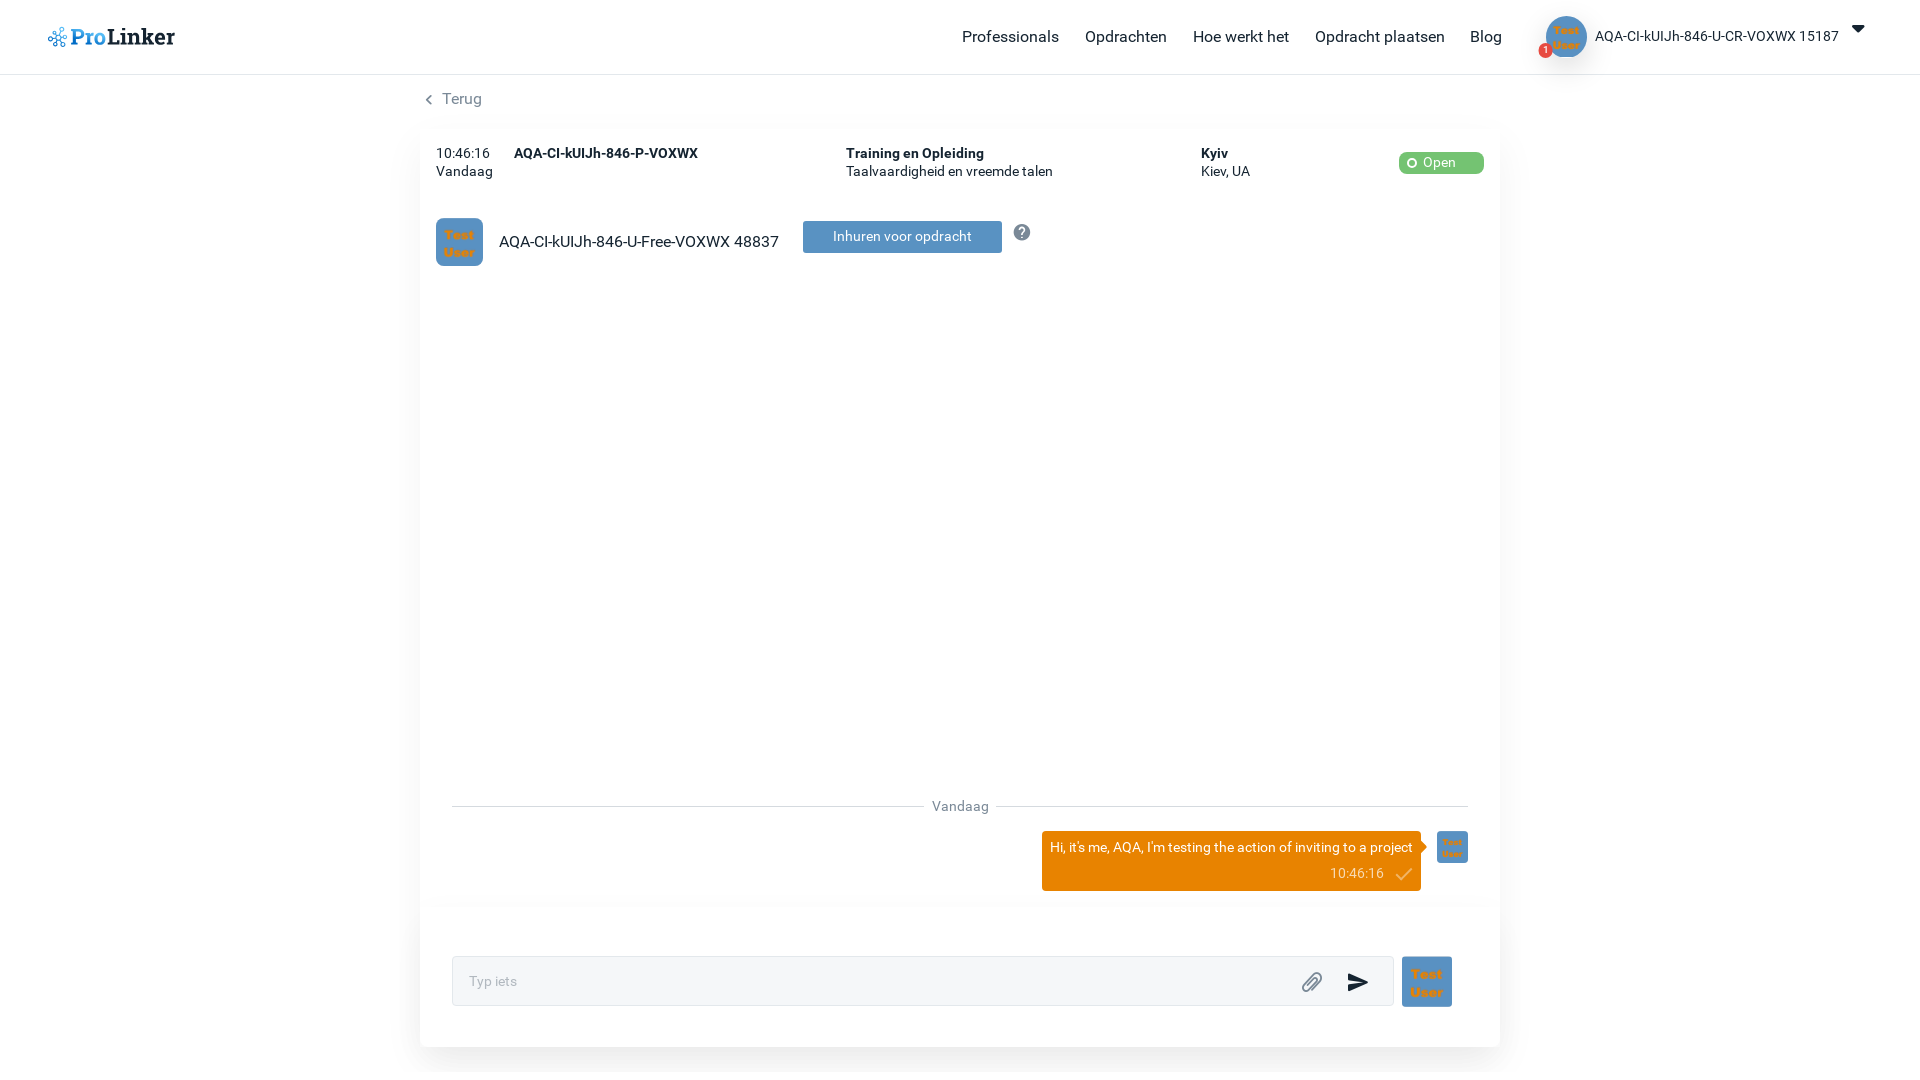 ProLinker
Professionals
Opdrachten
Hoe werkt het
Opdracht plaatsen
Blog
Test
User
1
AQA-CI-kUIJh-846-U-CR-VOXWX 15187
Terug
10:46:16
Vandaag
AQA-CI-kUIJh-846-P-VOXWX
Training en Opleiding
Taalvaardigheid en vreemde talen
Kyiv
Kiev, UA
Open
Test
User
AQA-CI-kUIJh-846-U-Free-VOXWX 48837
Inhuren voor opdracht
?
Vandaag
Hi, it's me, AQA, I'm testing the action of inviting to a project
10:46:16
Test
User
Typ iets
Test
User